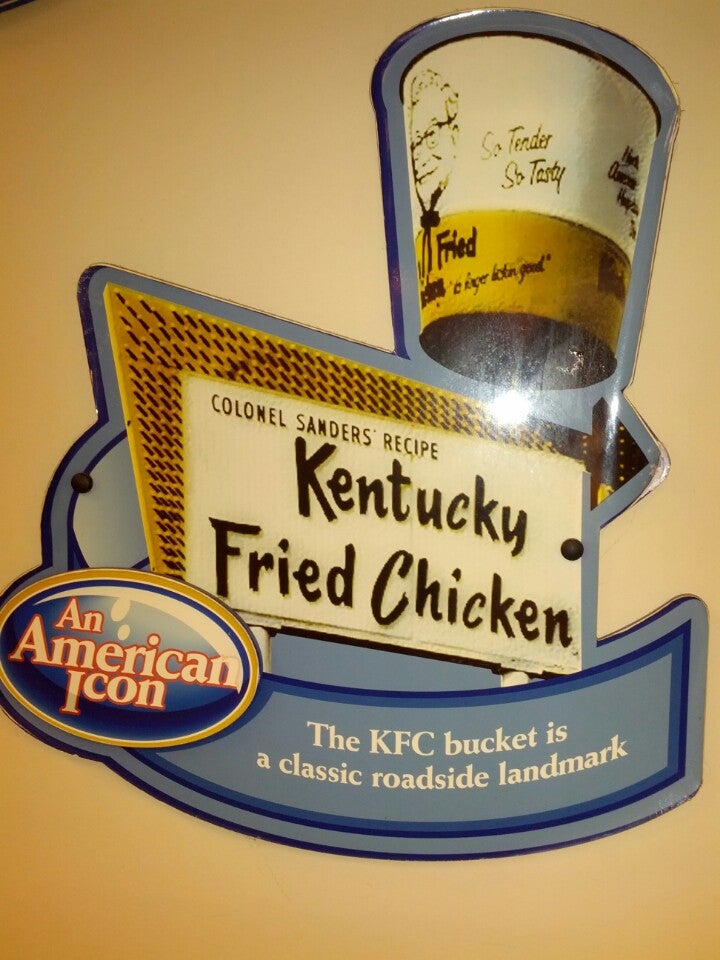 So Tender
So Tasty
Fried
COLONEL SANDERS' RECIPE
Kentucky
Fried Chicken
An
American
Icon
The KFC bucket is
a classic roadside landmark